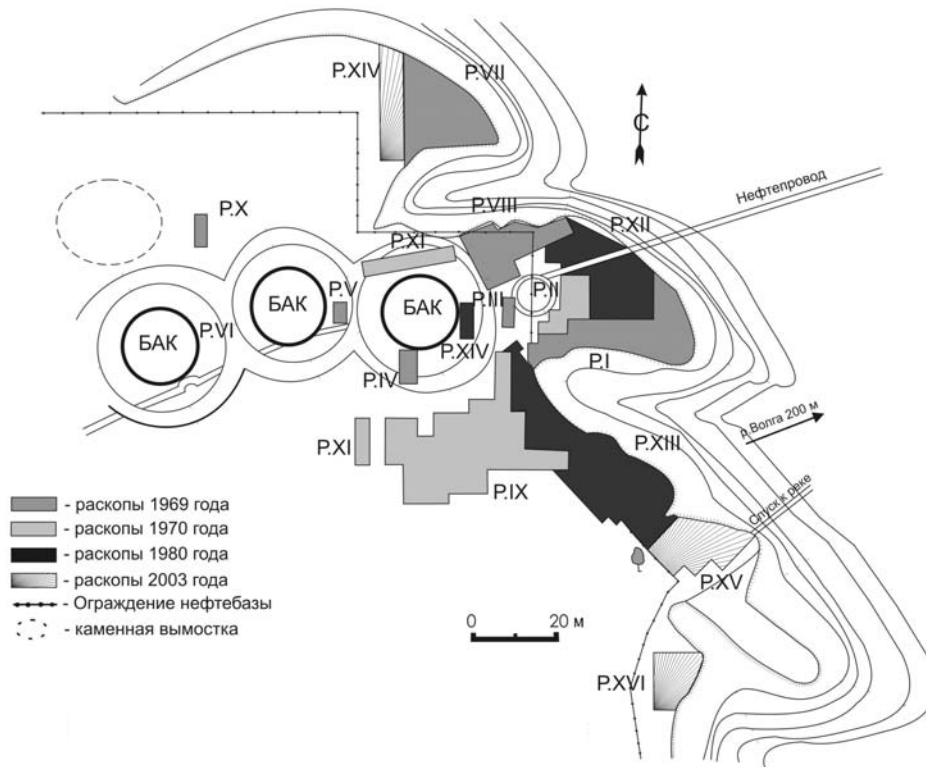 Р.XIV
Р.VII
С
Нефтепровод
Р.VIII
Р.XII
Р.X
Р.XI
Р.V
Р.III
Р.II
БАК
БАК
БАК
Р.VI
Р.XIV
Р.IV
Р.I
р.Волга 200 м
Р.XI
Р.XIII
Р.IX
Спуск к реке
- раскопы 1969 года
- раскопы 1970 года
- раскопы 1980 года
- раскопы 2003 года
- Ограждение нефтебазы
- каменная вымостка
0 20 м
Р.XV
Р.XVI